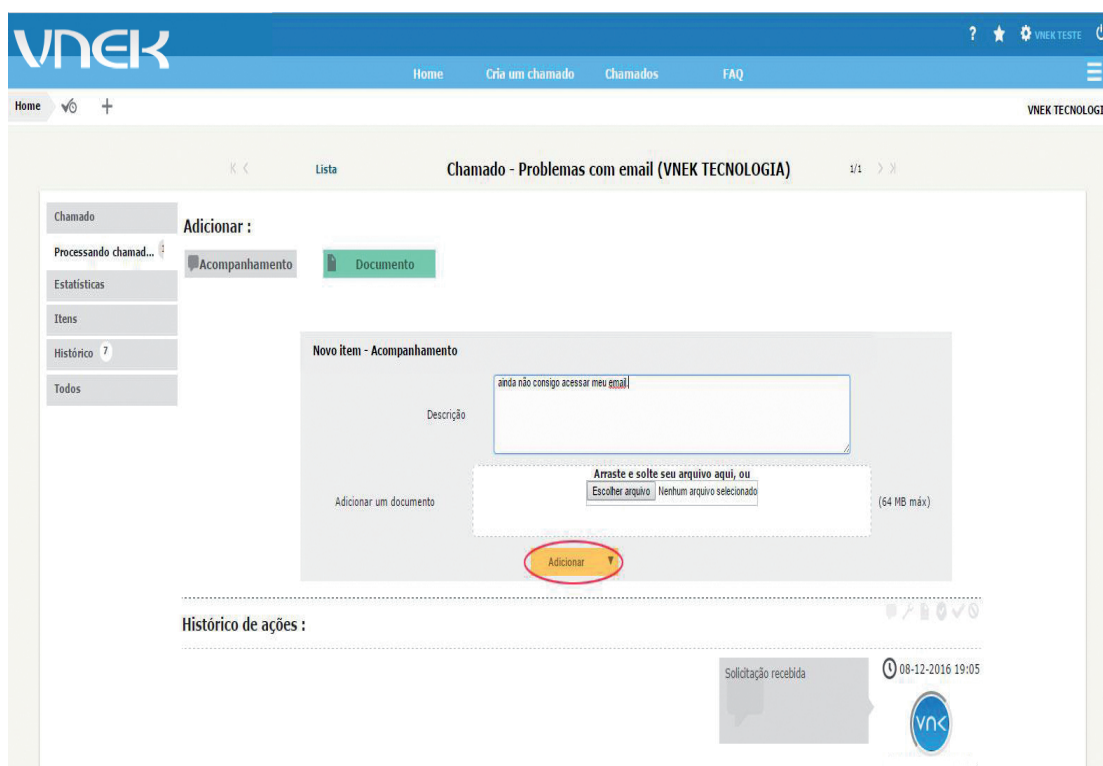 VNEK
? VNEK TESTE
Home Cria um chamado Chamados FAQ
Home + VNEK TECNOLOGI
Lista Chamado - Problemas com email (VNEK TECNOLOGIA) 1/1
Chamado
Processando chamad...
Estatísticas
Itens
Histórico 7
Todos
Adicionar :
Acompanhamento Documento
Novo item - Acompanhamento
Descrição ainda não consigo acessar meu email.
Arraste e solte seu arquivo aqui, ou
Adicionar um documento Escolher arquivo Nenhum arquivo selecionado (64 MB máx)
Adicionar
Histórico de ações :
Solicitação recebida 08-12-2016 19:05
vnk